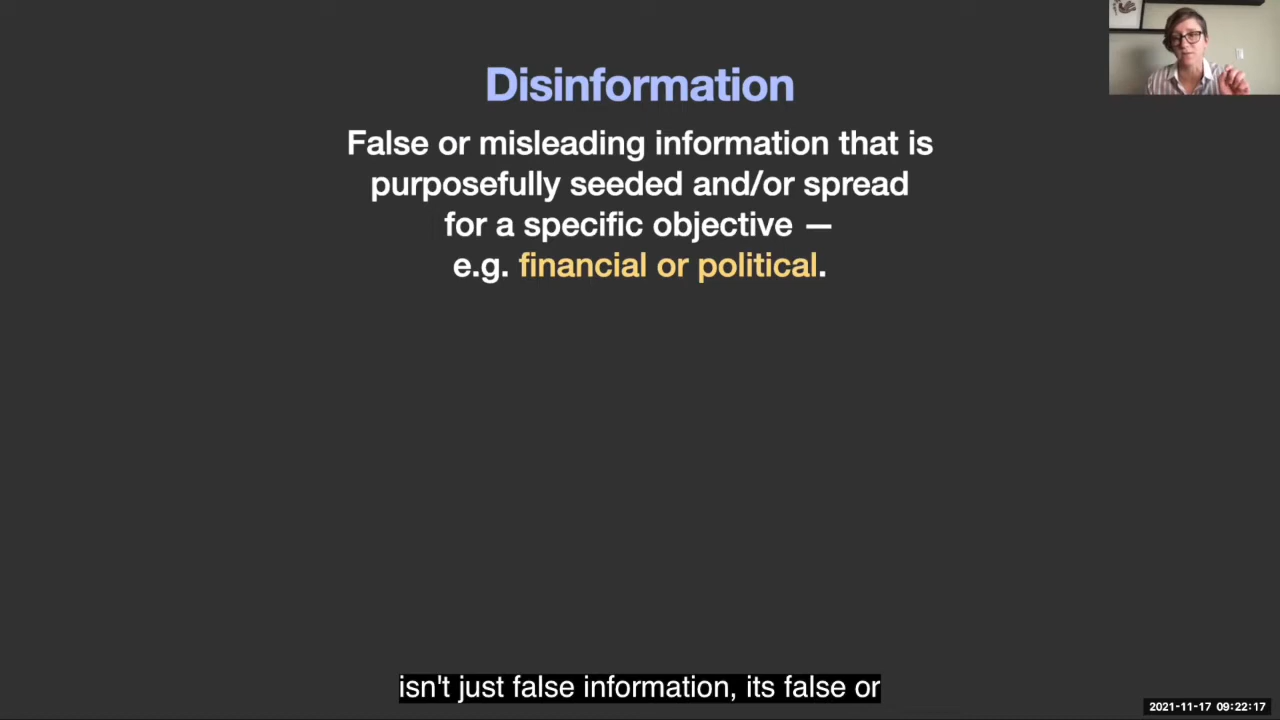 Disinformation
False or misleading information that is
purposefully seeded and/or spread
for a specific objective —
e.g. financial or political.
isn't just false information, its false or
2021-11-17 09:22:17